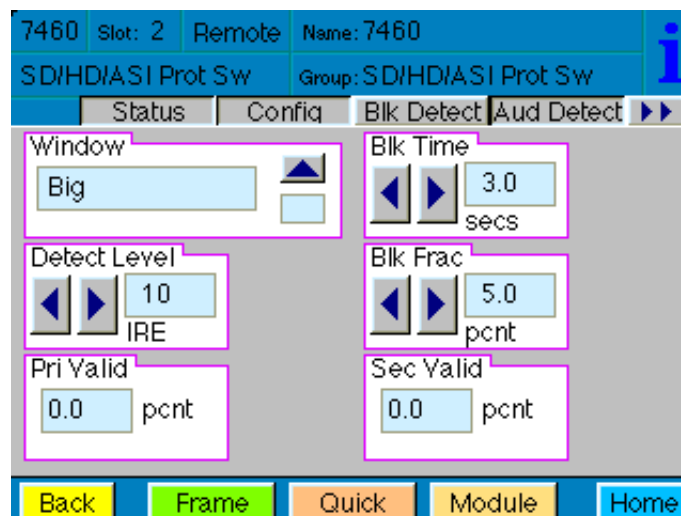 7460 Slot: 2 Remote Name: 7460
SD/HD/ASI Prot Sw Group: SD/HD/ASI Prot Sw
i
Status Config Blk Detect Aud Detect
Window
Big
Blk Time
3.0
secs
Detect Level
10
IRE
Blk Frac
5.0
pcnt
Pri Valid
0.0 pcnt
Sec Valid
0.0 pcnt
Back Frame Quick Module Home